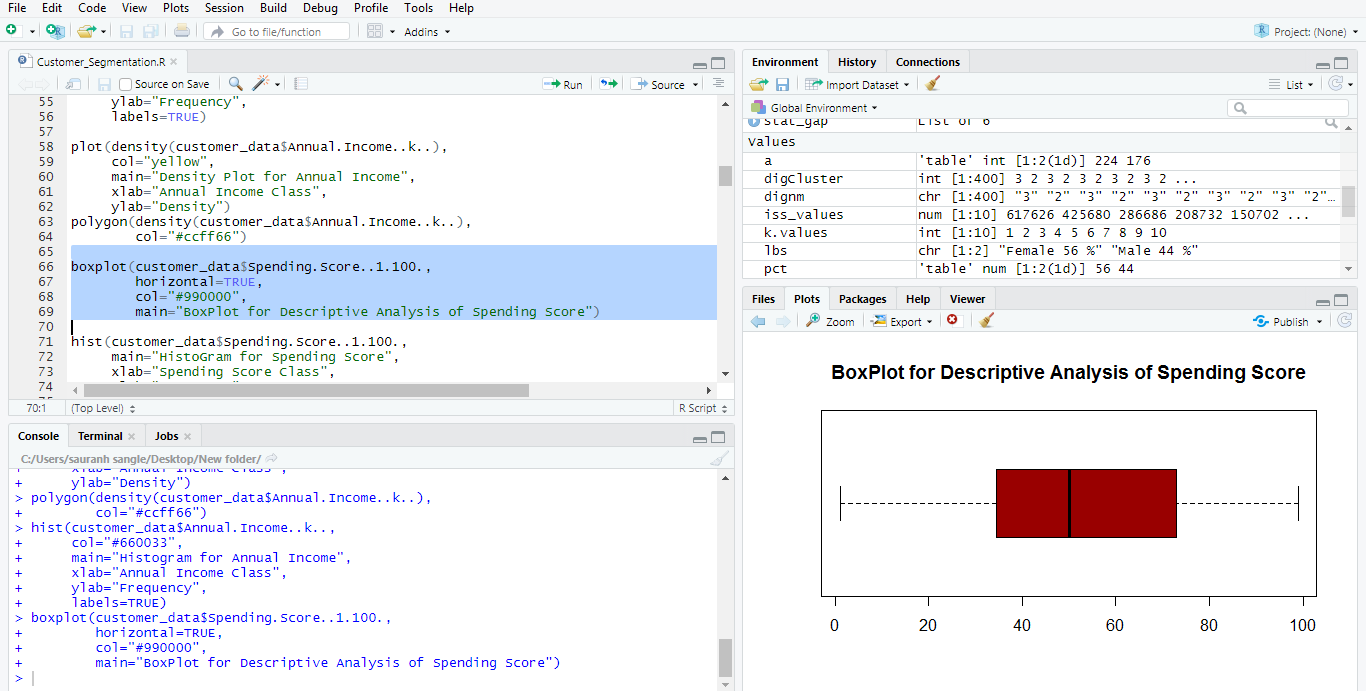 File Edit Code View Plots Session Build Debug Profile Tools Help
Go to file/function Addins Project: (None)
Customer_Segmentation.R
Source on Save Run Source
55 ylab="Frequency",
56 labels=TRUE)
57
58 plot(density(customer_data$Annual.Income..k..),
59 col="yellow",
60 main="Density Plot for Annual Income",
61 xlab="Annual Income Class",
62 ylab="Density")
63 polygon(density(customer_data$Annual.Income..k..),
64 col="#ccff66")
65
66 boxplot(customer_data$Spending.Score..1.100.,
67 horizontal=TRUE,
68 col="#990000",
69 main="BoxPlot for Descriptive Analysis of Spending Score")
70
71 hist(customer_data$Spending.Score..1.100.,
72 main="HistoGram for Spending Score",
73 xlab="Spending Score Class",
74
70:1 (Top Level) R Script
Console Terminal Jobs
C:/Users/sauranh sangle/Desktop/New folder/
+ xlab="Annual Income Class",
+ ylab="Density")
> polygon(density(customer_data$Annual.Income..k..),
+ col="#ccff66")
> hist(customer_data$Annual.Income..k..,
+ col="#660033",
+ main="Histogram for Annual Income",
+ xlab="Annual Income Class",
+ ylab="Frequency",
+ labels=TRUE)
> boxplot(customer_data$Spending.Score..1.100.,
+ horizontal=TRUE,
+ col="#990000",
+ main="BoxPlot for Descriptive Analysis of Spending Score")
>
Environment History Connections
Import Dataset List
Global Environment
stat_gap List of 6
Values
a 'table' int [1:2(1d)] 224 176
digCluster int [1:400] 3 2 3 2 3 2 3 2 3 2 ...
dignm chr [1:400] "3" "2" "3" "2" "3" "2" "3" "2" "3" "2"…
iss_values num [1:10] 617626 425680 286686 208732 150702 ...
k.values int [1:10] 1 2 3 4 5 6 7 8 9 10
lbs chr [1:2] "Female 56 %" "Male 44 %"
pct 'table' num [1:2(1d)] 56 44
Files Plots Packages Help Viewer
Zoom Export Publish
BoxPlot for Descriptive Analysis of Spending Score
0 20 40 60 80 100